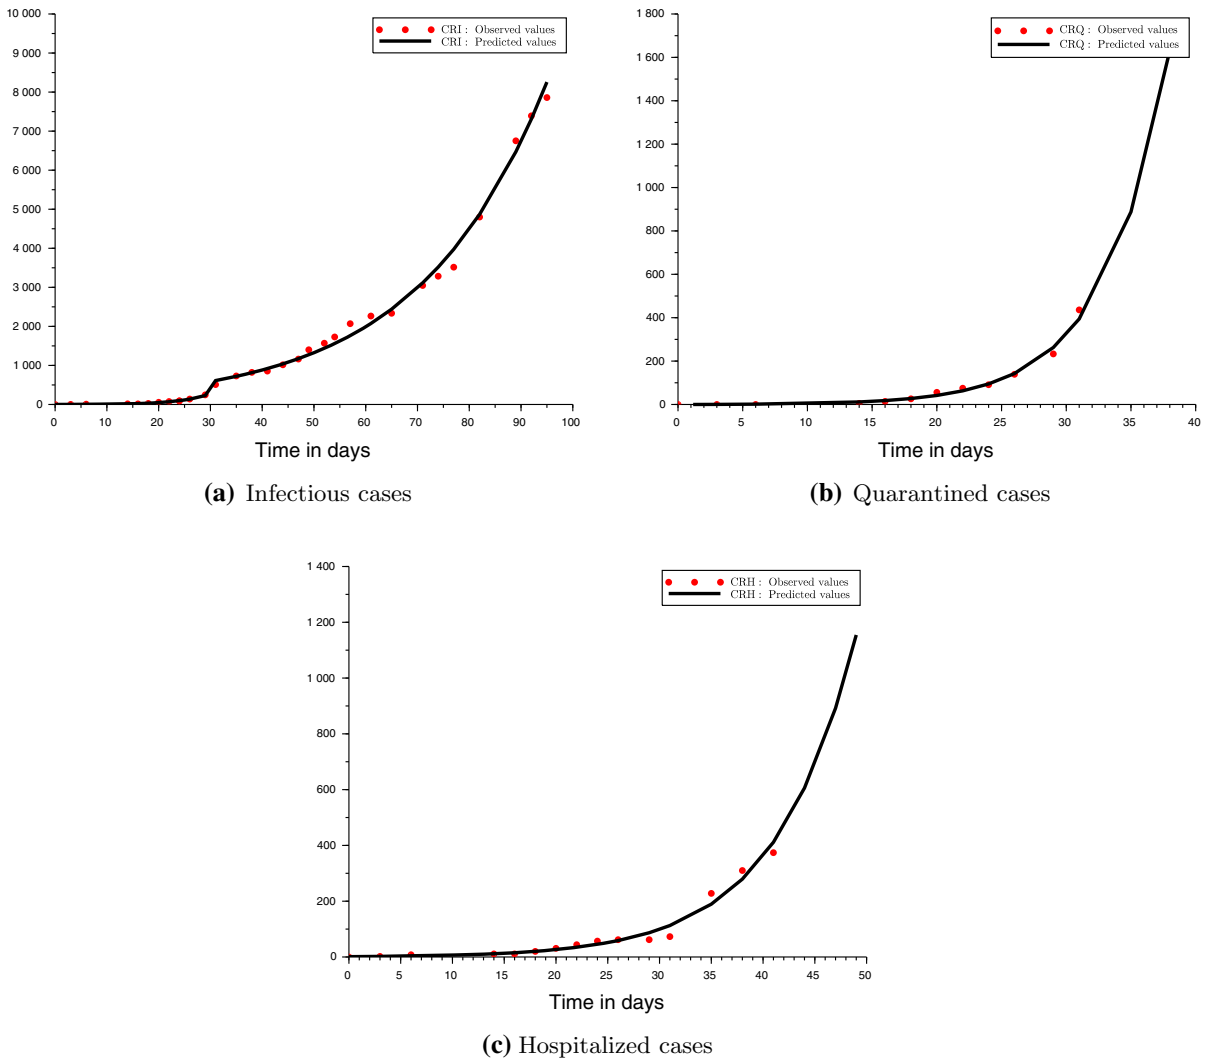 10 000
9 000
8 000
7 000
6 000
5 000
4 000
3 000
2 000
1 000
0
0 10 20 30 40 50 60 70 80 90 100
CRI : Observed values
CRI : Predicted values
Time in days
(a) Infectious cases
1 800
1 600
1 400
1 200
1 000
800
600
400
200
0
0 5 10 15 20 25 30 35 40
CRQ : Observed values
CRQ : Predicted values
Time in days
(b) Quarantined cases
1 400
1 200
1 000
800
600
400
200
0
0 5 10 15 20 25 30 35 40 45 50
CRH : Observed values
CRH : Predicted values
Time in days
(c) Hospitalized cases